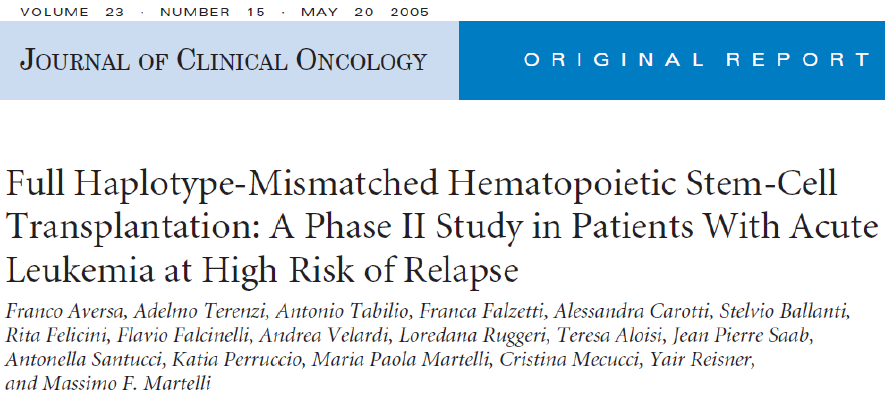 VOLUME 23 · NUMBER 15 · MAY 20 2005
JOURNAL OF CLINICAL ONCOLOGY
ORIGINAL REPORT
Full Haplotype-Mismatched Hematopoietic Stem-Cell
Transplantation: A Phase II Study in Patients With Acute
Leukemia at High Risk of Relapse
Franco Aversa, Adelmo Terenzi, Antonio Tabilio, Franca Falzetti, Alessandra Carotti, Stelvio Ballanti,
Rita Felicini, Flavio Falcinelli, Andrea Velardi, Loredana Ruggeri, Teresa Aloisi, Jean Pierre Saab,
Antonella Santucci, Katia Perruccio, Maria Paola Martelli, Cristina Mecucci, Yair Reisner,
and Massimo F. Martelli